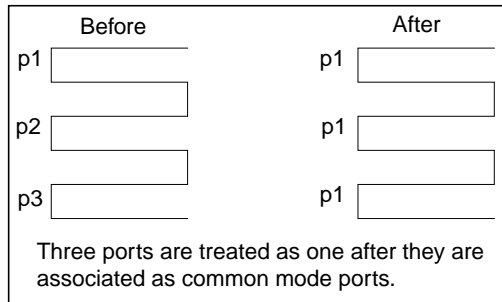 Before After
p1 p1
p2 p1
p3 p1
Three ports are treated as one after they are
associated as common mode ports.